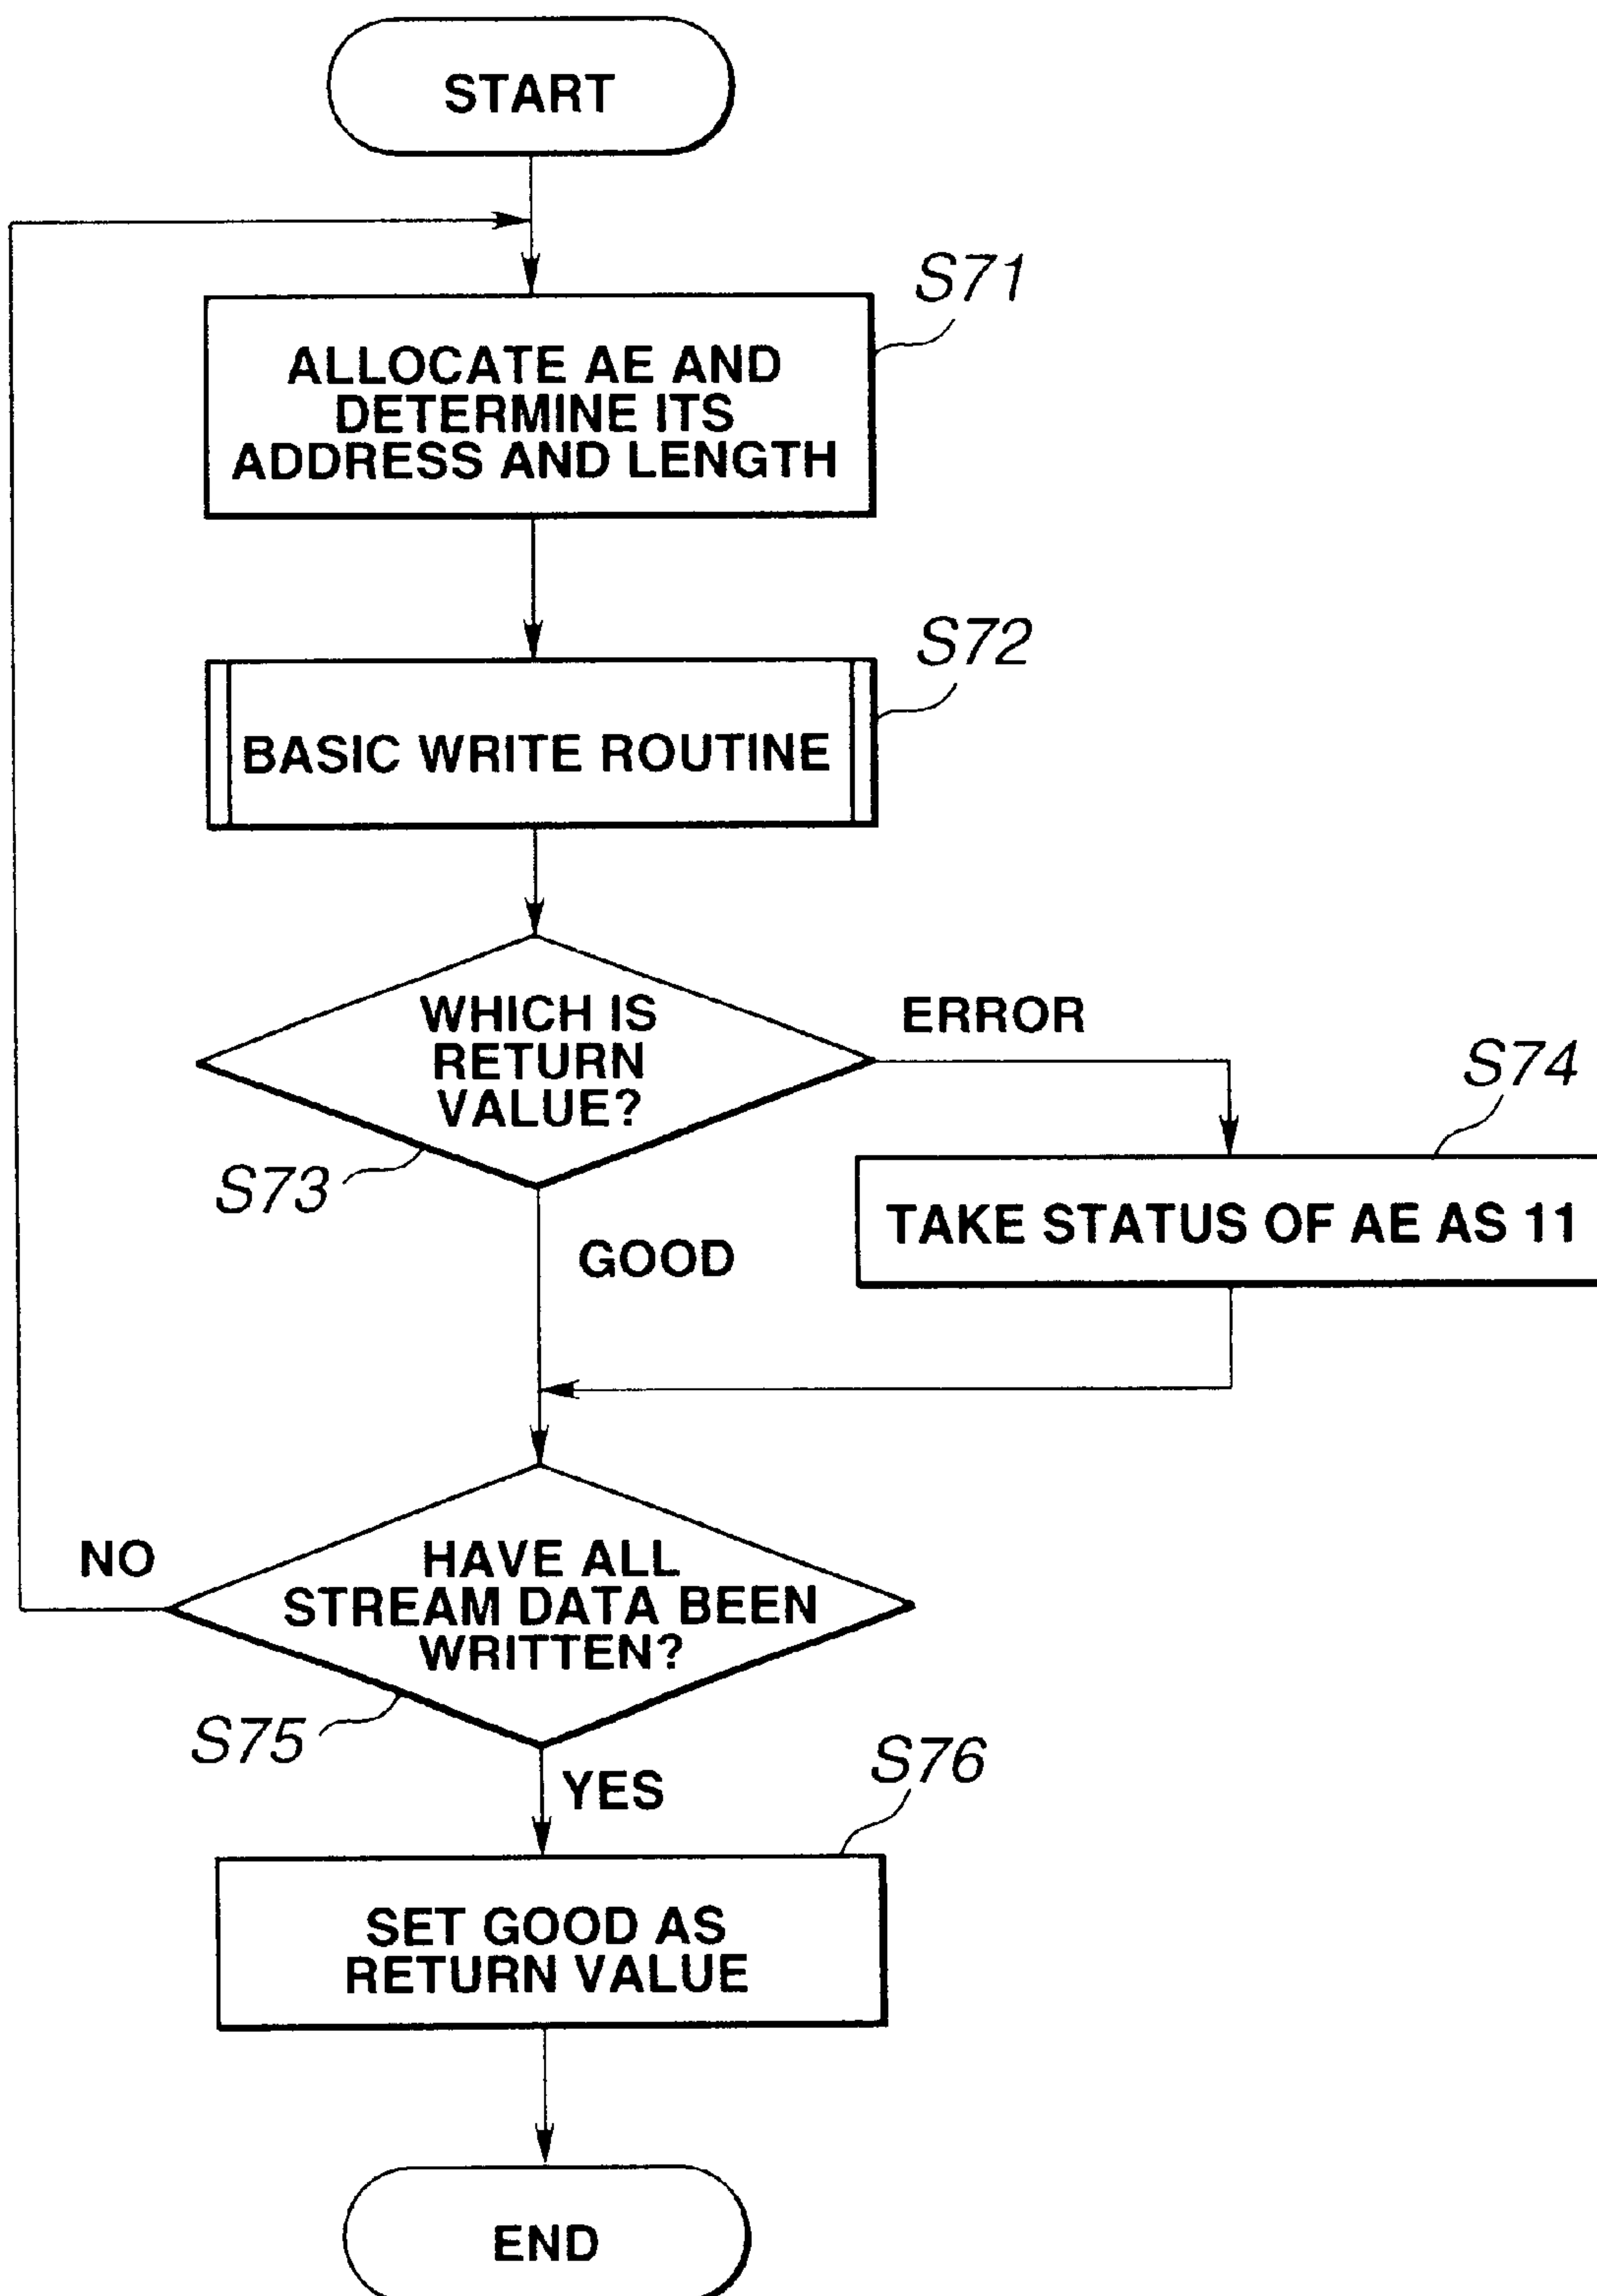 START
S71
ALLOCATE AE AND
DETERMINE ITS
ADDRESS AND LENGTH
S72
BASIC WRITE ROUTINE
WHICH IS
RETURN
VALUE?
ERROR
S73
S74
TAKE STATUS OF AE AS 11
GOOD
NO
HAVE ALL
STREAM DATA BEEN
WRITTEN?
S75
YES
S76
SET GOOD AS
RETURN VALUE
END